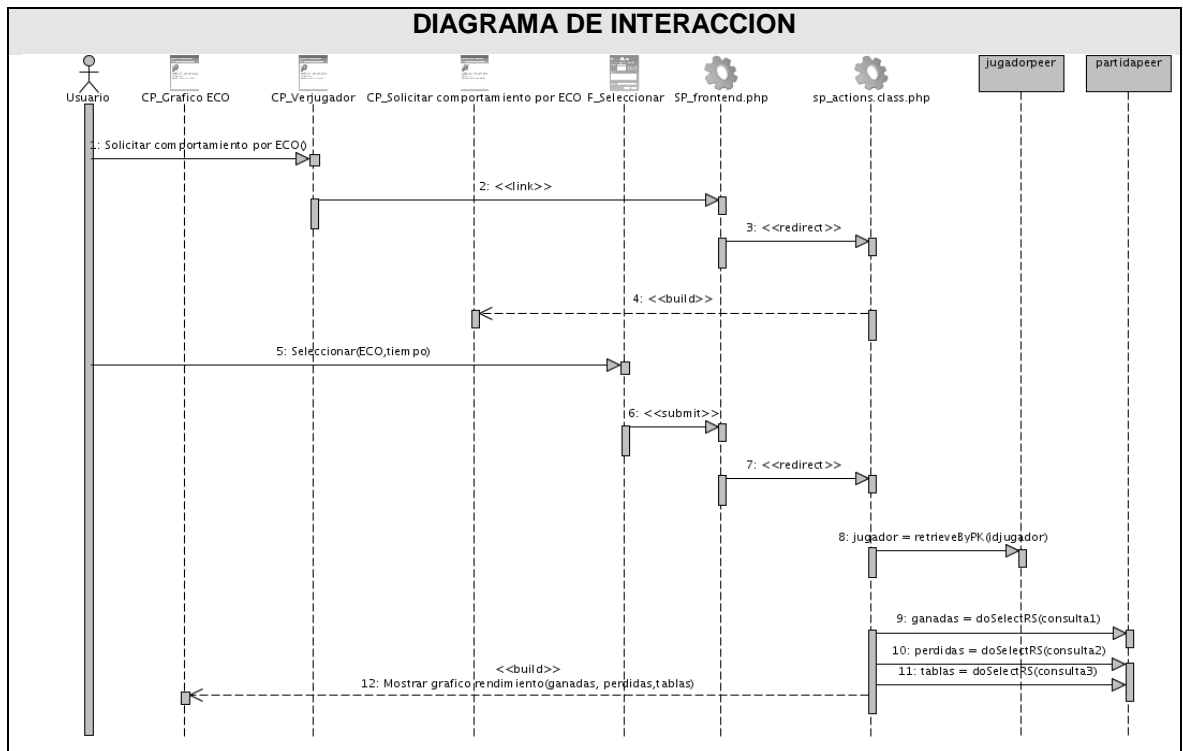 DIAGRAMA DE INTERACCION
jugadorpeer
partidapeer
Usuario
CP_Grafico ECO
CP_Verjugador
CP_Solicitar comportamiento por ECO
F_Seleccionar
SP_frontend.php
sp_actions.class.php
1: Solicitar comportamiento por ECO()
2: <<link>>
3: <<redirect>>
4: <<build>>
5: Seleccionar(ECO,tiempo)
6: <<submit>>
7: <<redirect>>
8: jugador = retrieveByPK(idjugador)
9: ganadas = doSelectRS(consulta1)
10: perdidas = doSelectRS(consulta2)
11: tablas = doSelectRS(consulta3)
<<build>>
12: Mostrar grafico rendimiento(ganadas, perdidas,tablas)